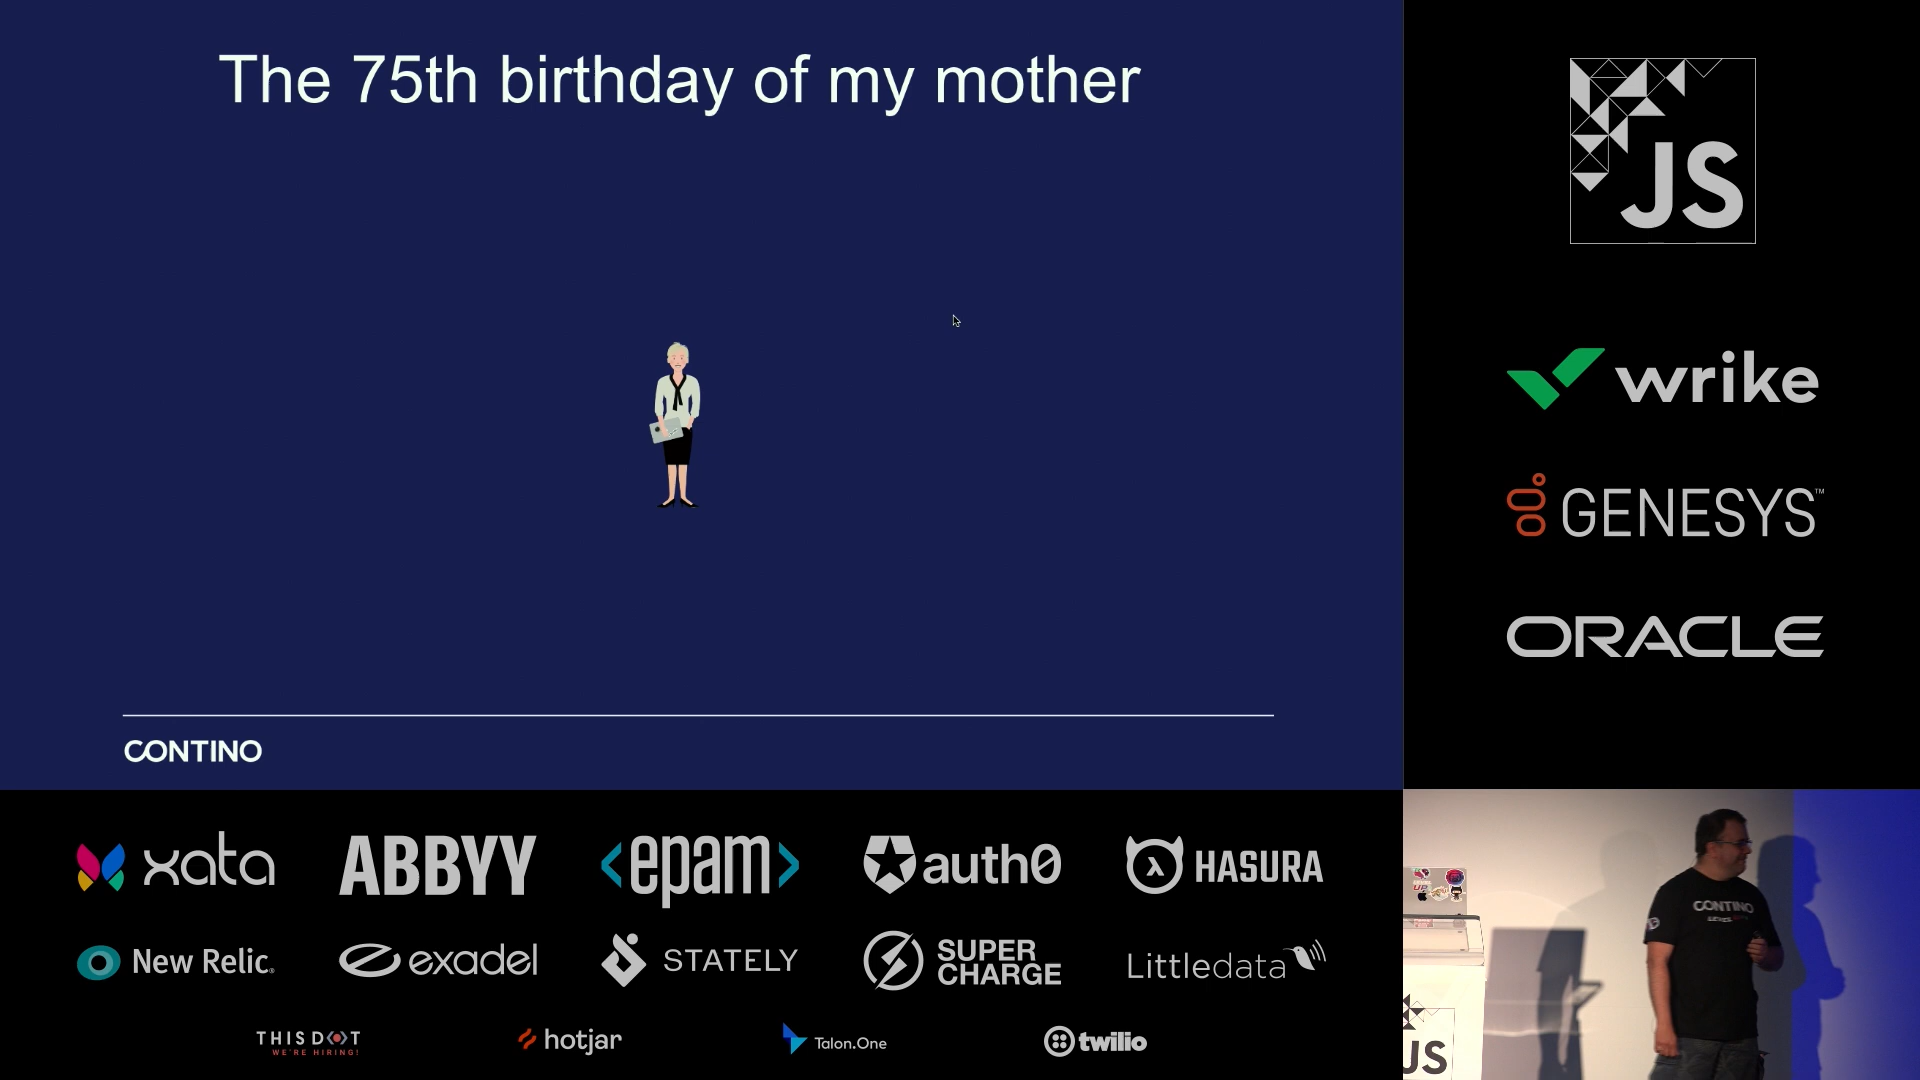 The 75th birthday of my mother
CONTINO
JS
wrike
GENESYS™
ORACLE
xata
ABBYY
<epam>
auth0
HASURA
New Relic.
exadel
STATELY
SUPER
CHARGE
Littledata
THIS DOT
WE'RE HIRING!
hotjar
Talon.One
twilio
CONTINO
JS